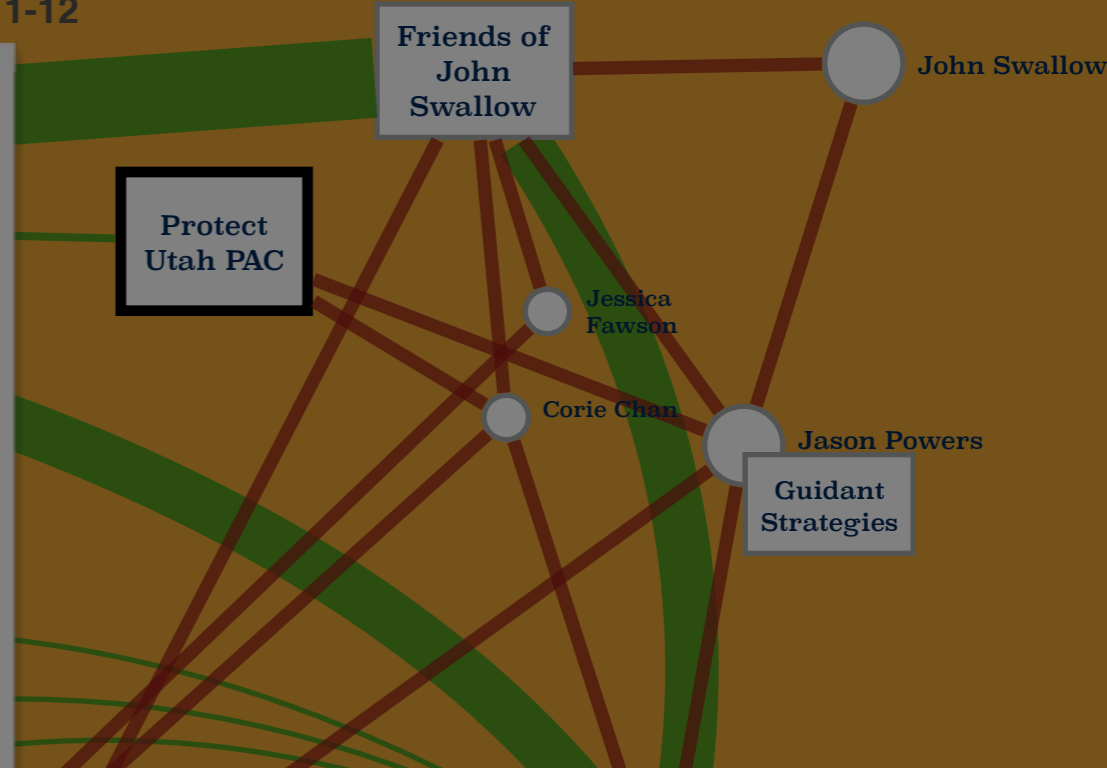 1-12
Friends of
John
Swallow
John Swallow
Protect
Utah PAC
Jessica
Fawson
Corie Chan
Jason Powers
Guidant
Strategies